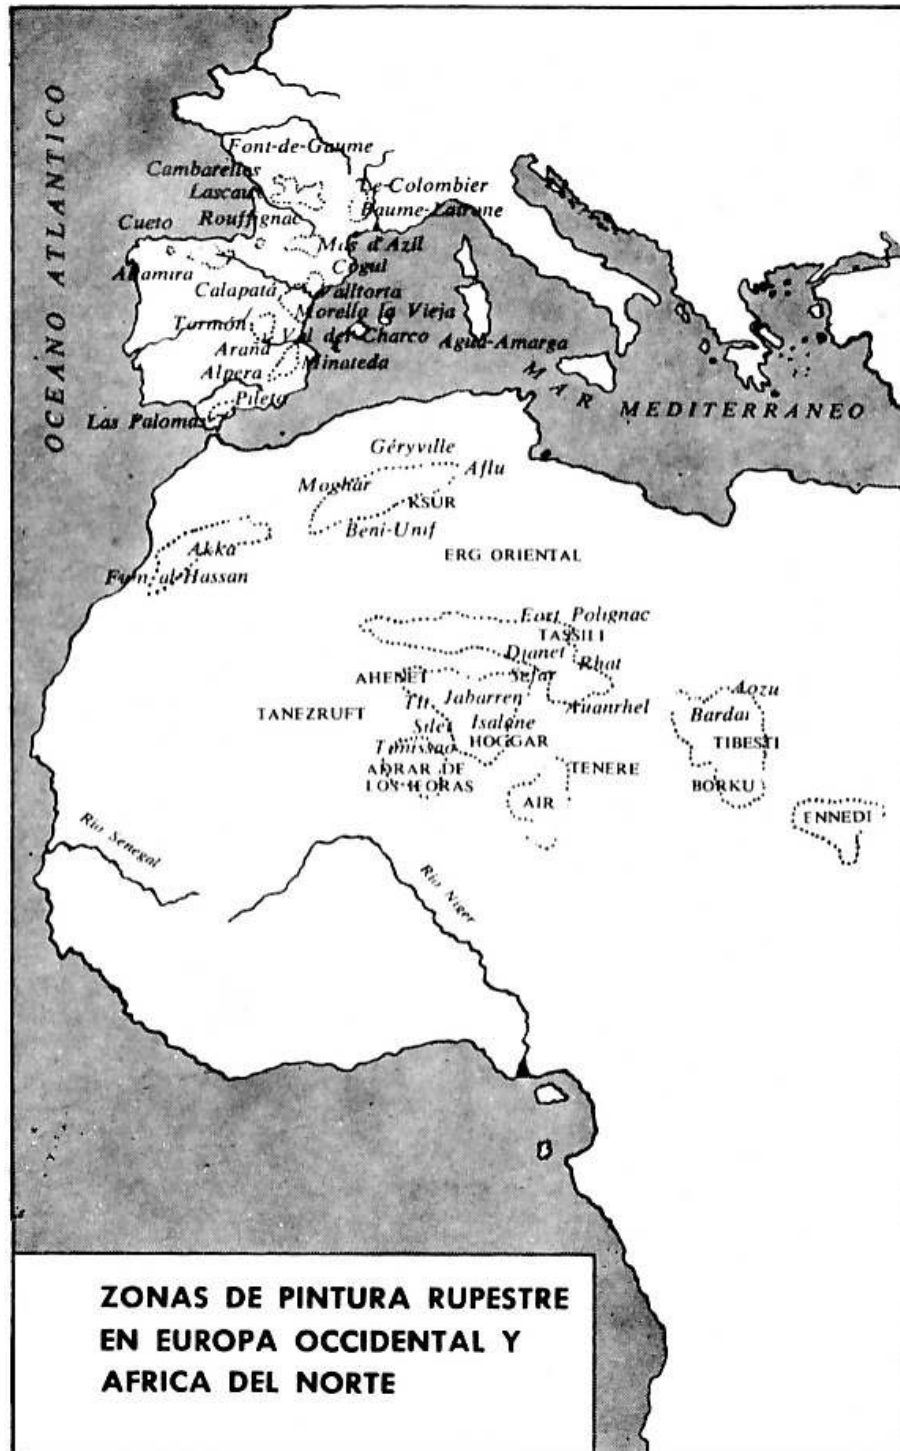 OCEANO ATLANTICO
Font-de-Gaume
Cambarelles
Lascaux
Le-Colombier
Rouffignac
Baume-Latrone
Cueto
Mas d'Azil
Altamira
Cogul
Calapatá
Valltorta
Morella la Vieja
Tormón
Val del Charco
Agua-Amarga
Arana
Minateda
Alpera
Pileta
Las Palomas
MAR MEDITERRANEO
Géryville
Aflu
Moghar
KSUR
Beni-Unif
Akka
ERG ORIENTAL
Fum-al-Hassan
Fort Polignac
TASSILI
Djanet
Rhat
AHENET
Sefar
Tit
Jabarren
Auanrhel
Aozu
TANEZRUFT
Silet
Isalene
Bardai
Timissao
HOGGAR
TIBESTI
ADRAR DE
LOS IFORAS
TENERE
AIR
BORKU
ENNEDI
Rio Senegal
Rio Niger
ZONAS DE PINTURA RUPESTRE
EN EUROPA OCCIDENTAL Y
AFRICA DEL NORTE